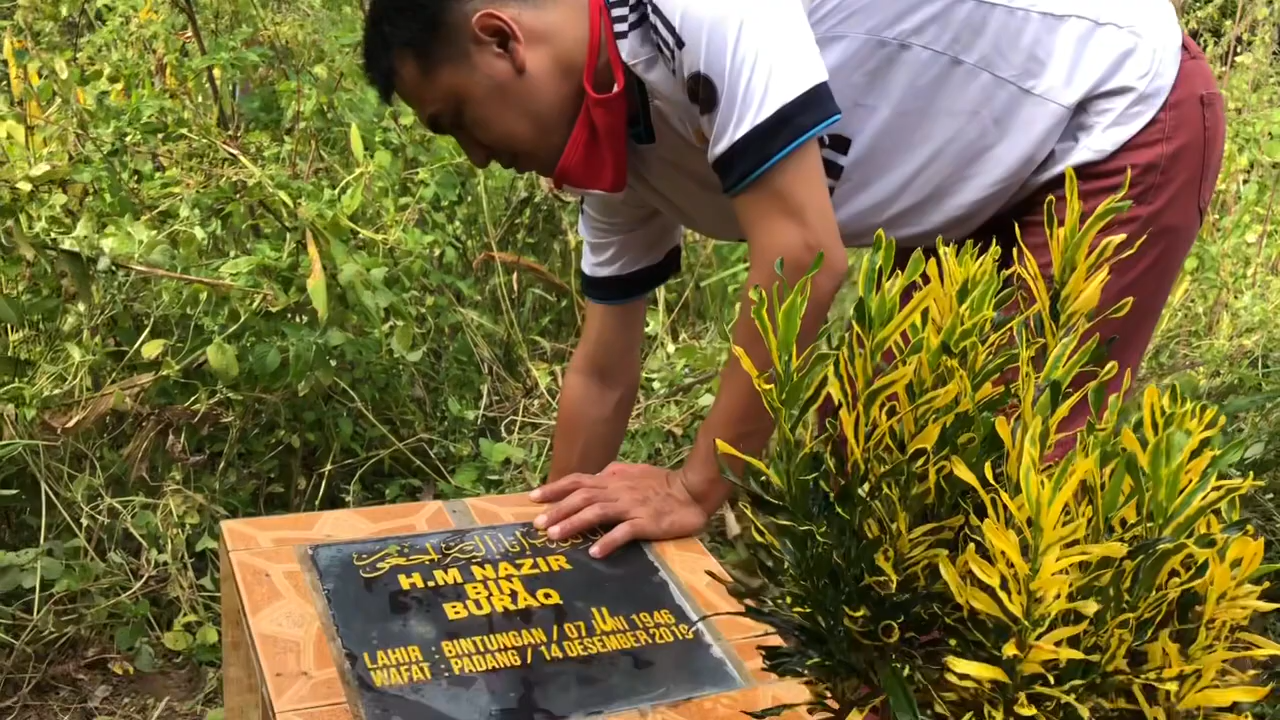 H.M NAZIR
BIN
BURAQ
LAHIR : BINTUNGAN / 07 JUNI 1946
WAFAT : PADANG / 14 DESEMBER 2019